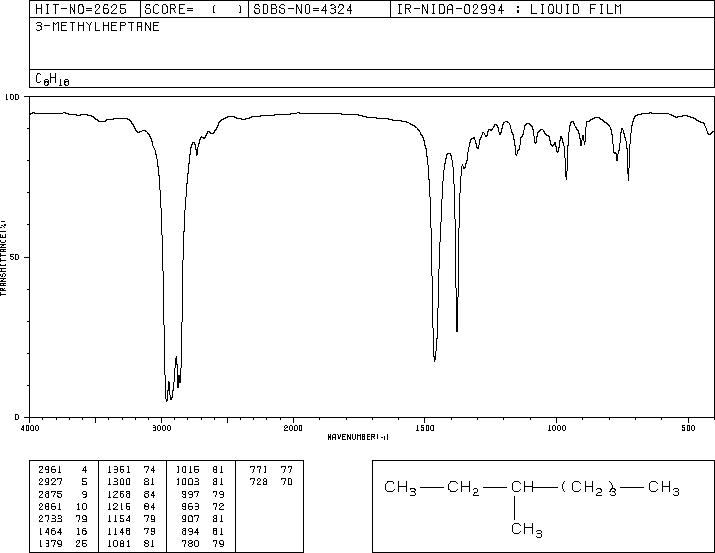 HIT-NO=2625 SCORE= ( ) SDBS-NO=4324 IR-NIDA-02994 : LIQUID FILM
3-METHYLHEPTANE
C8H18
100
50
0
TRANSMITTANCE(%)
4000 3000 2000 1500 1000 500
WAVENUMBER(-1)
2961 4 1361 74 1016 81 771 77
2927 5 1300 81 1003 81 728 70
2875 9 1268 84 997 79
2861 10 1216 84 963 72
2733 79 1154 79 907 81
1464 16 1148 79 894 81
1379 25 1081 81 780 79
CH3—CH2—CH—(CH2)3—CH3
CH3